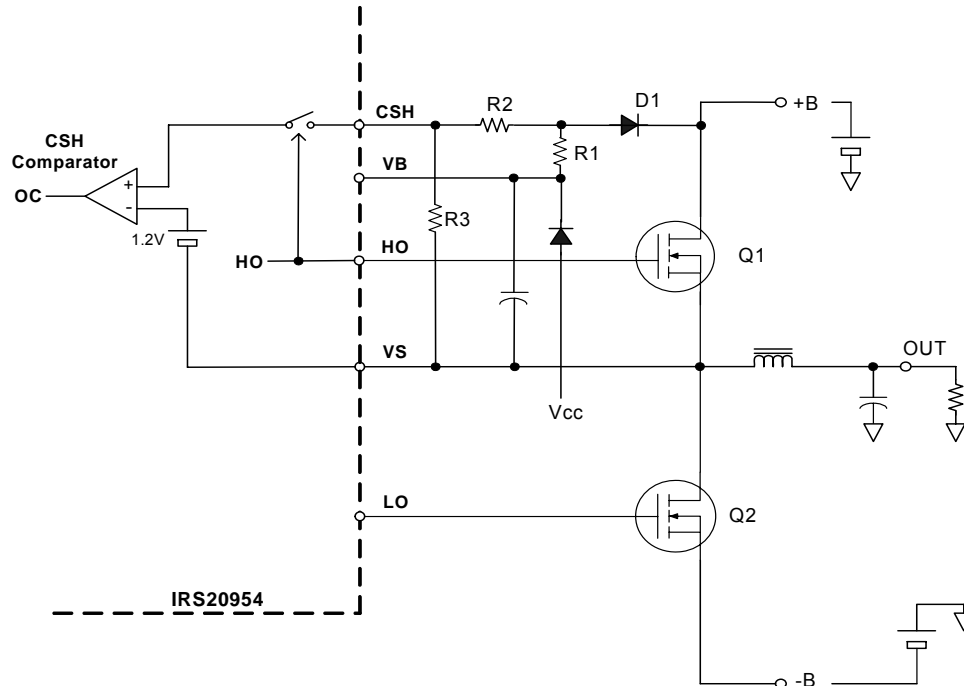 +B
D1
R2
CSH
R1
CSH
Comparator
VB
OC
+
-
R3
1.2V
HO
HO
Q1
VS
OUT
Vcc
LO
Q2
IRS20954
-B